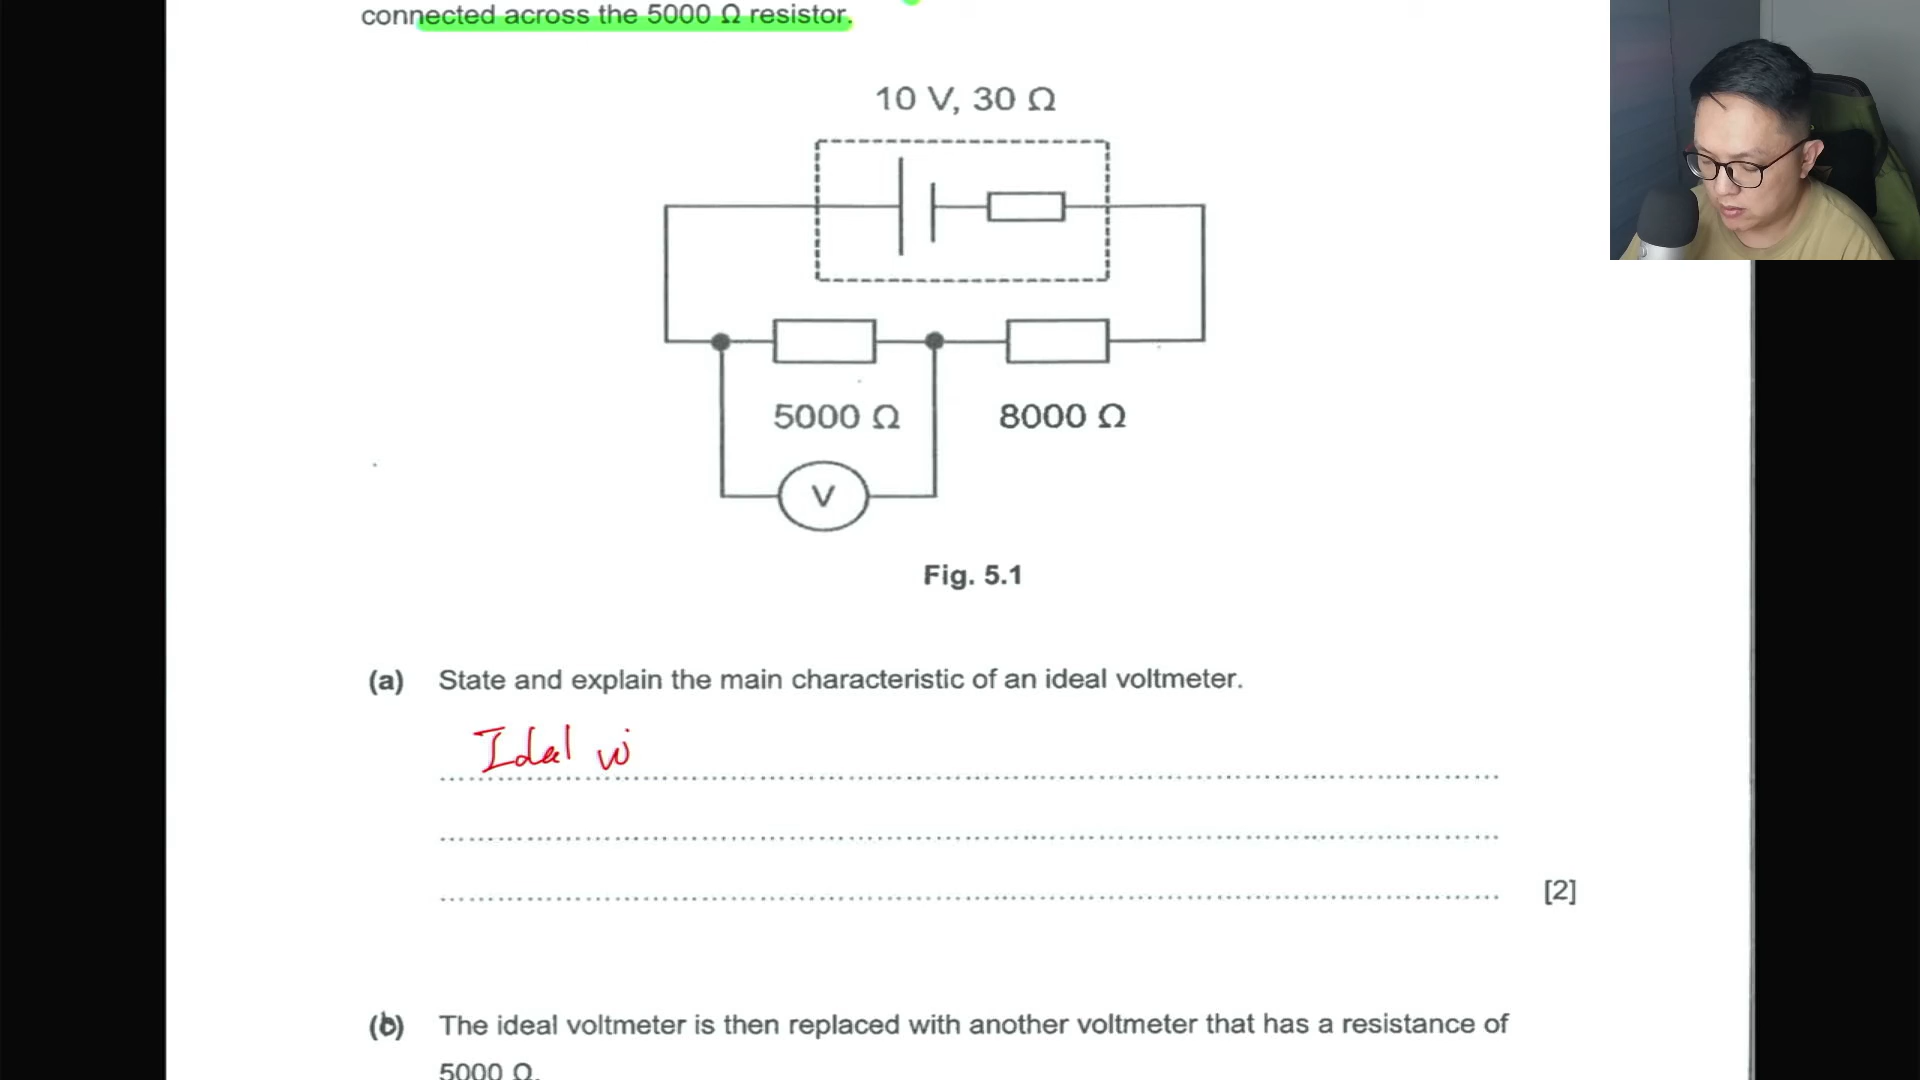 connected across the 5000 Ω resistor.
10 V, 30 Ω
5000 Ω
8000 Ω
V
Fig. 5.1
(a) State and explain the main characteristic of an ideal voltmeter.
Ideal
[2]
(b) The ideal voltmeter is then replaced with another voltmeter that has a resistance of
5000 Ω.